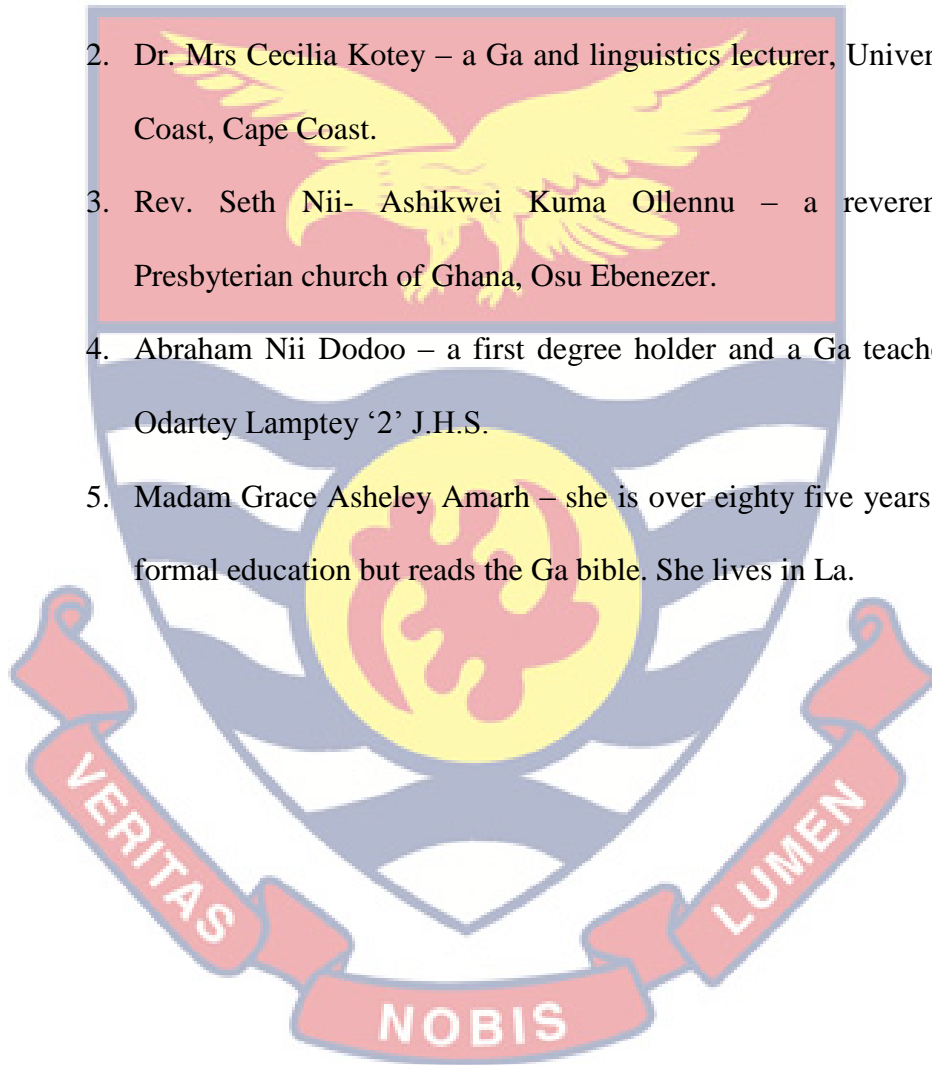 2. Dr. Mrs Cecilia Kotey – a Ga and linguistics lecturer, Univer
Coast, Cape Coast.
3. Rev. Seth Nii- Ashikwei Kuma Ollennu – a reveren
Presbyterian church of Ghana, Osu Ebenezer.
4. Abraham Nii Dodoo – a first degree holder and a Ga teache
Odartey Lamptey ‘2’ J.H.S.
5. Madam Grace Asheley Amarh – she is over eighty five years
formal education but reads the Ga bible. She lives in La.
VERITAS
NOBIS
LUMEN